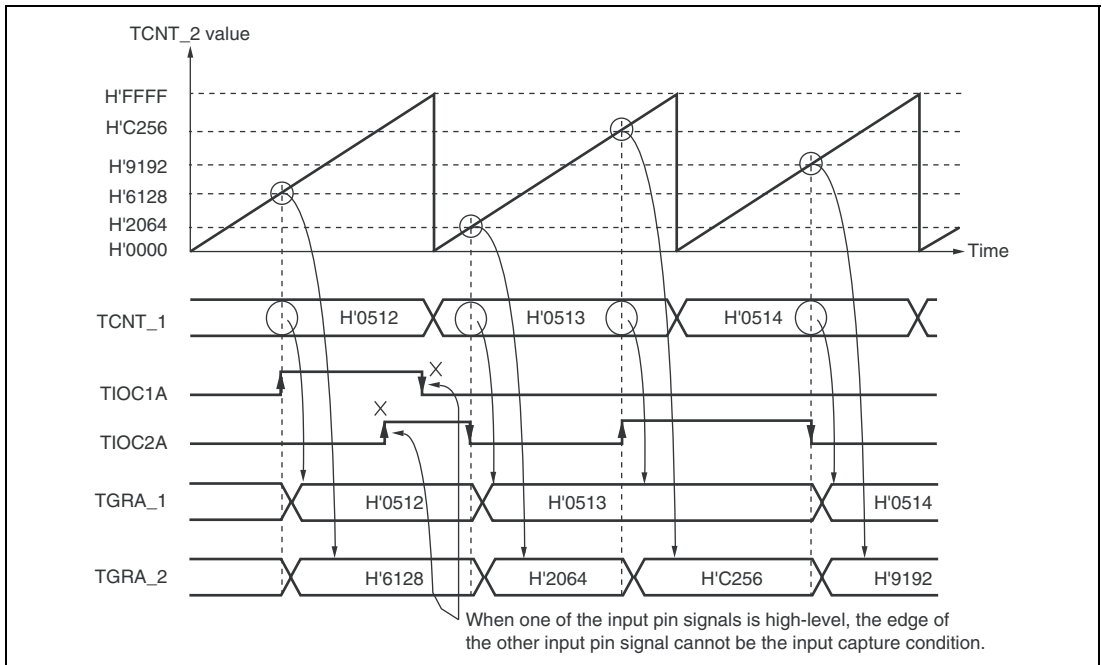 TCNT_2 value
H'FFFF
H'C256
H'9192
H'6128
H'2064
H'0000
Time
TCNT_1 H'0512 H'0513 H'0514
X
TIOC1A
X
TIOC2A
TGRA_1 H'0512 H'0513 H'0514
TGRA_2 H'6128 H'2064 H'C256 H'9192
When one of the input pin signals is high-level, the edge of
the other input pin signal cannot be the input capture condition.